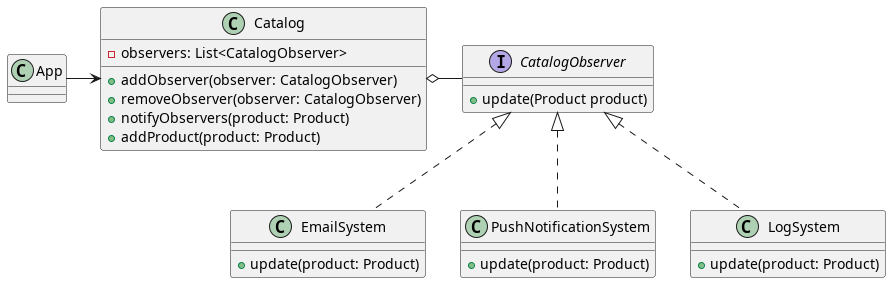 C App
C Catalog
observers: List<CatalogObserver>
addObserver(observer: CatalogObserver)
removeObserver(observer: CatalogObserver)
notifyObservers(product: Product)
addProduct(product: Product)
I CatalogObserver
update(Product product)
C EmailSystem
update(product: Product)
C PushNotificationSystem
update(product: Product)
C LogSystem
update(product: Product)